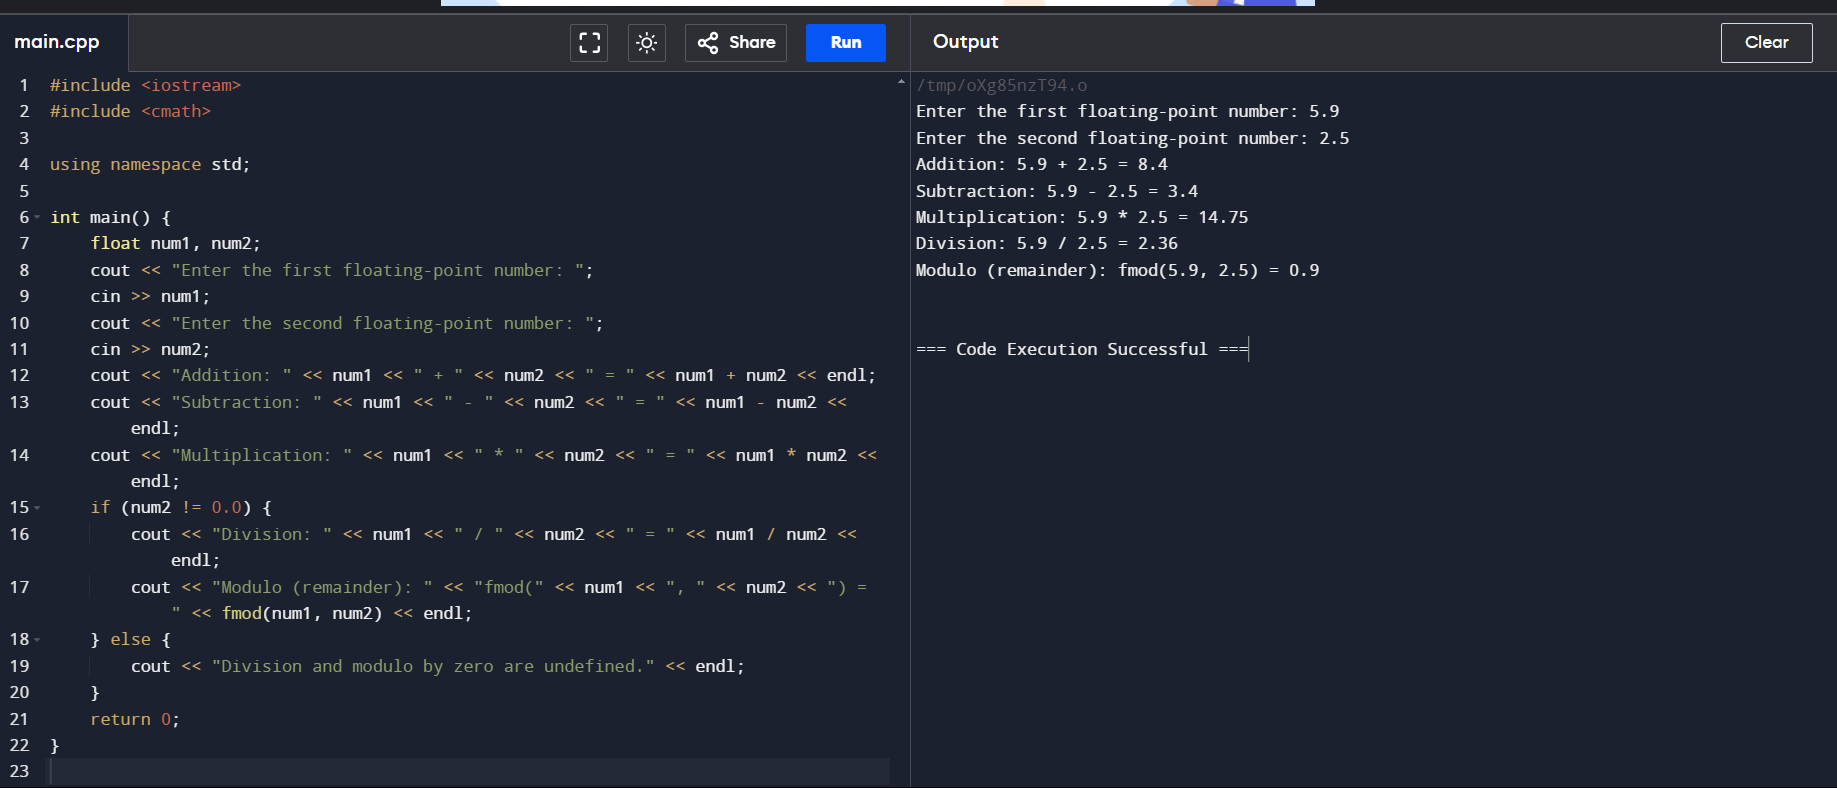 main.cpp
Share
Run
Output
Clear
1 #include <iostream>
2 #include <cmath>
3
4 using namespace std;
5
6 int main() {
7     float num1, num2;
8     cout << "Enter the first floating-point number: ";
9     cin >> num1;
10     cout << "Enter the second floating-point number: ";
11     cin >> num2;
12     cout << "Addition: " << num1 << " + " << num2 << " = " << num1 + num2 << endl;
13     cout << "Subtraction: " << num1 << " - " << num2 << " = " << num1 - num2 <<
        endl;
14     cout << "Multiplication: " << num1 << " * " << num2 << " = " << num1 * num2 <<
        endl;
15     if (num2 != 0.0) {
16         cout << "Division: " << num1 << " / " << num2 << " = " << num1 / num2 <<
            endl;
17         cout << "Modulo (remainder): " << "fmod(" << num1 << ", " << num2 << ") =
            " << fmod(num1, num2) << endl;
18     } else {
19         cout << "Division and modulo by zero are undefined." << endl;
20     }
21     return 0;
22 }
23
/tmp/oXg85nzT94.o
Enter the first floating-point number: 5.9
Enter the second floating-point number: 2.5
Addition: 5.9 + 2.5 = 8.4
Subtraction: 5.9 - 2.5 = 3.4
Multiplication: 5.9 * 2.5 = 14.75
Division: 5.9 / 2.5 = 2.36
Modulo (remainder): fmod(5.9, 2.5) = 0.9
=== Code Execution Successful ===